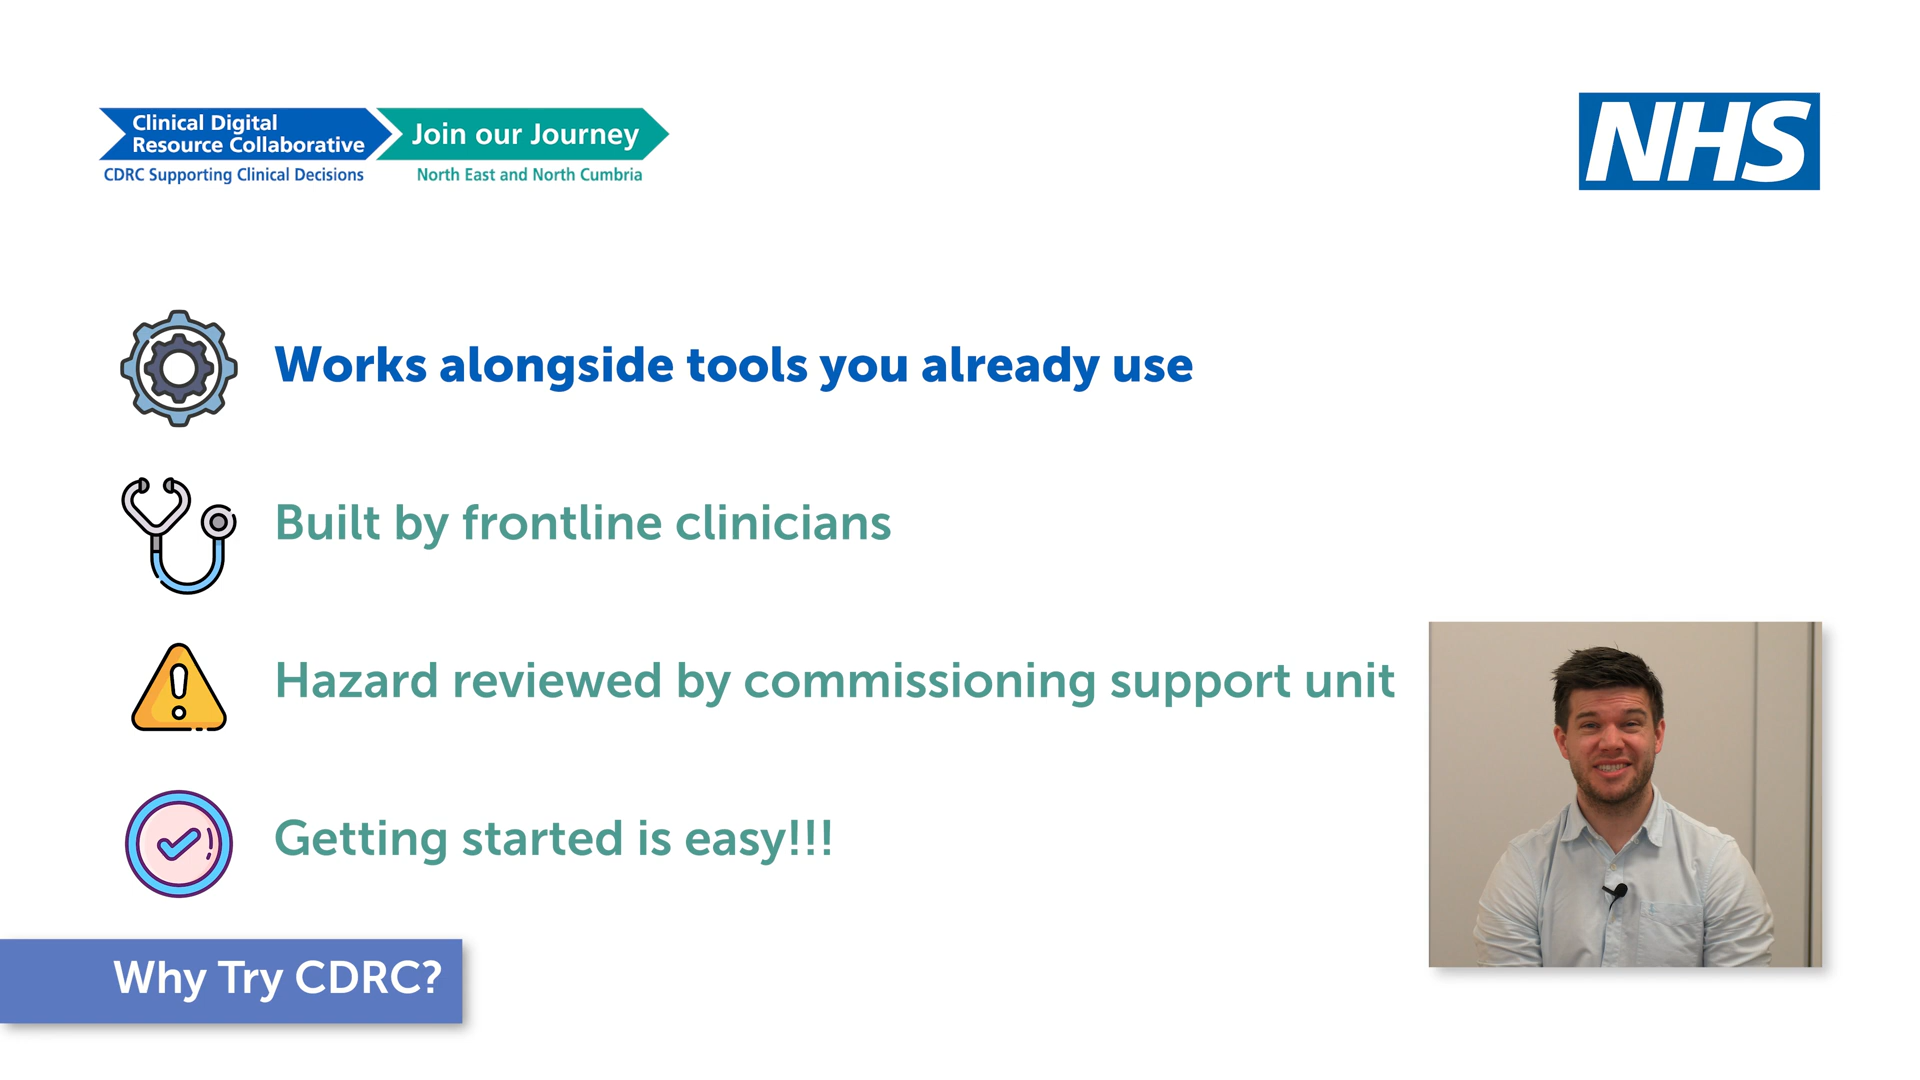 Clinical Digital
Resource Collaborative
CDRC Supporting Clinical Decisions
Join our Journey
North East and North Cumbria
NHS
Works alongside tools you already use
Built by frontline clinicians
Hazard reviewed by commissioning support unit
Getting started is easy!!!
Why Try CDRC?